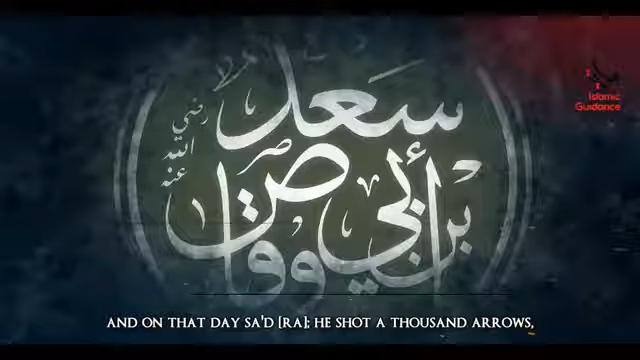 سعد
بن أبي
وقاص
رضي
الله
عنه
Islamic
Guidance
AND ON THAT DAY SA'D [RA]; HE SHOT A THOUSAND ARROWS,